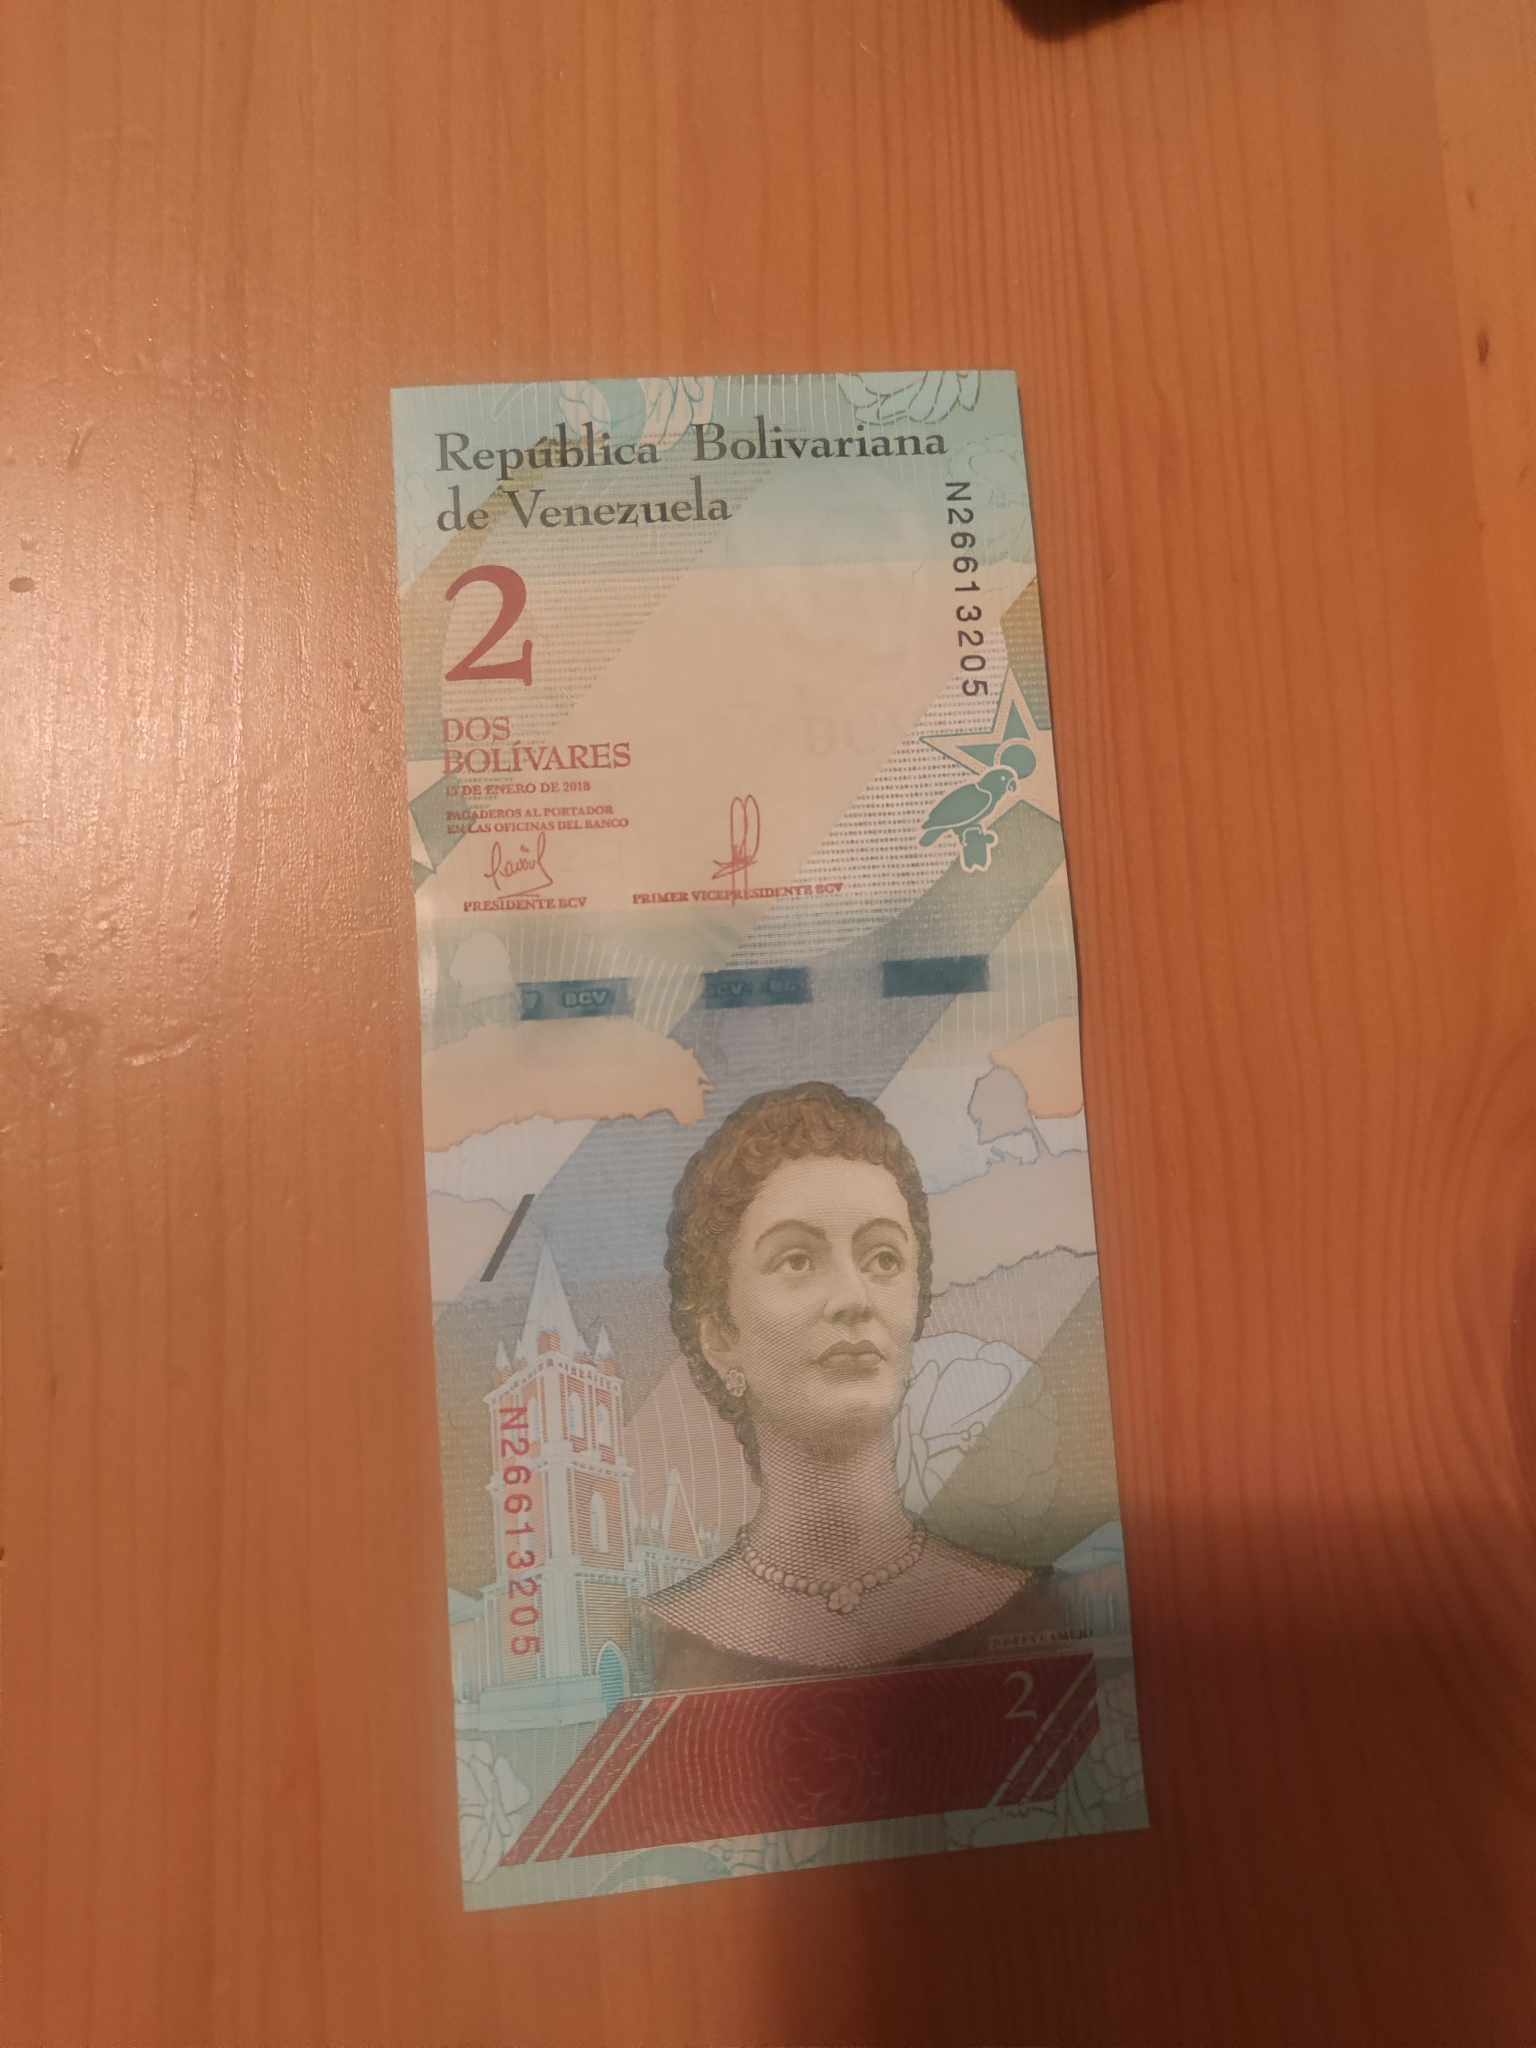 República Bolivariana
de Venezuela
N26613205
2
DOS
BOLÍVARES
15 DE ENERO DE 2018
PAGADEROS AL PORTADOR
EN LAS OFICINAS DEL BANCO
PRESIDENTE BCV
PRIMER VICEPRESIDENTE BCV
BCV
N26613205
2